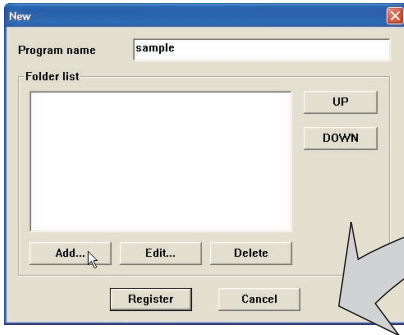 New
Program name sample
Folder list
UP
DOWN
Add... Edit... Delete
Register Cancel